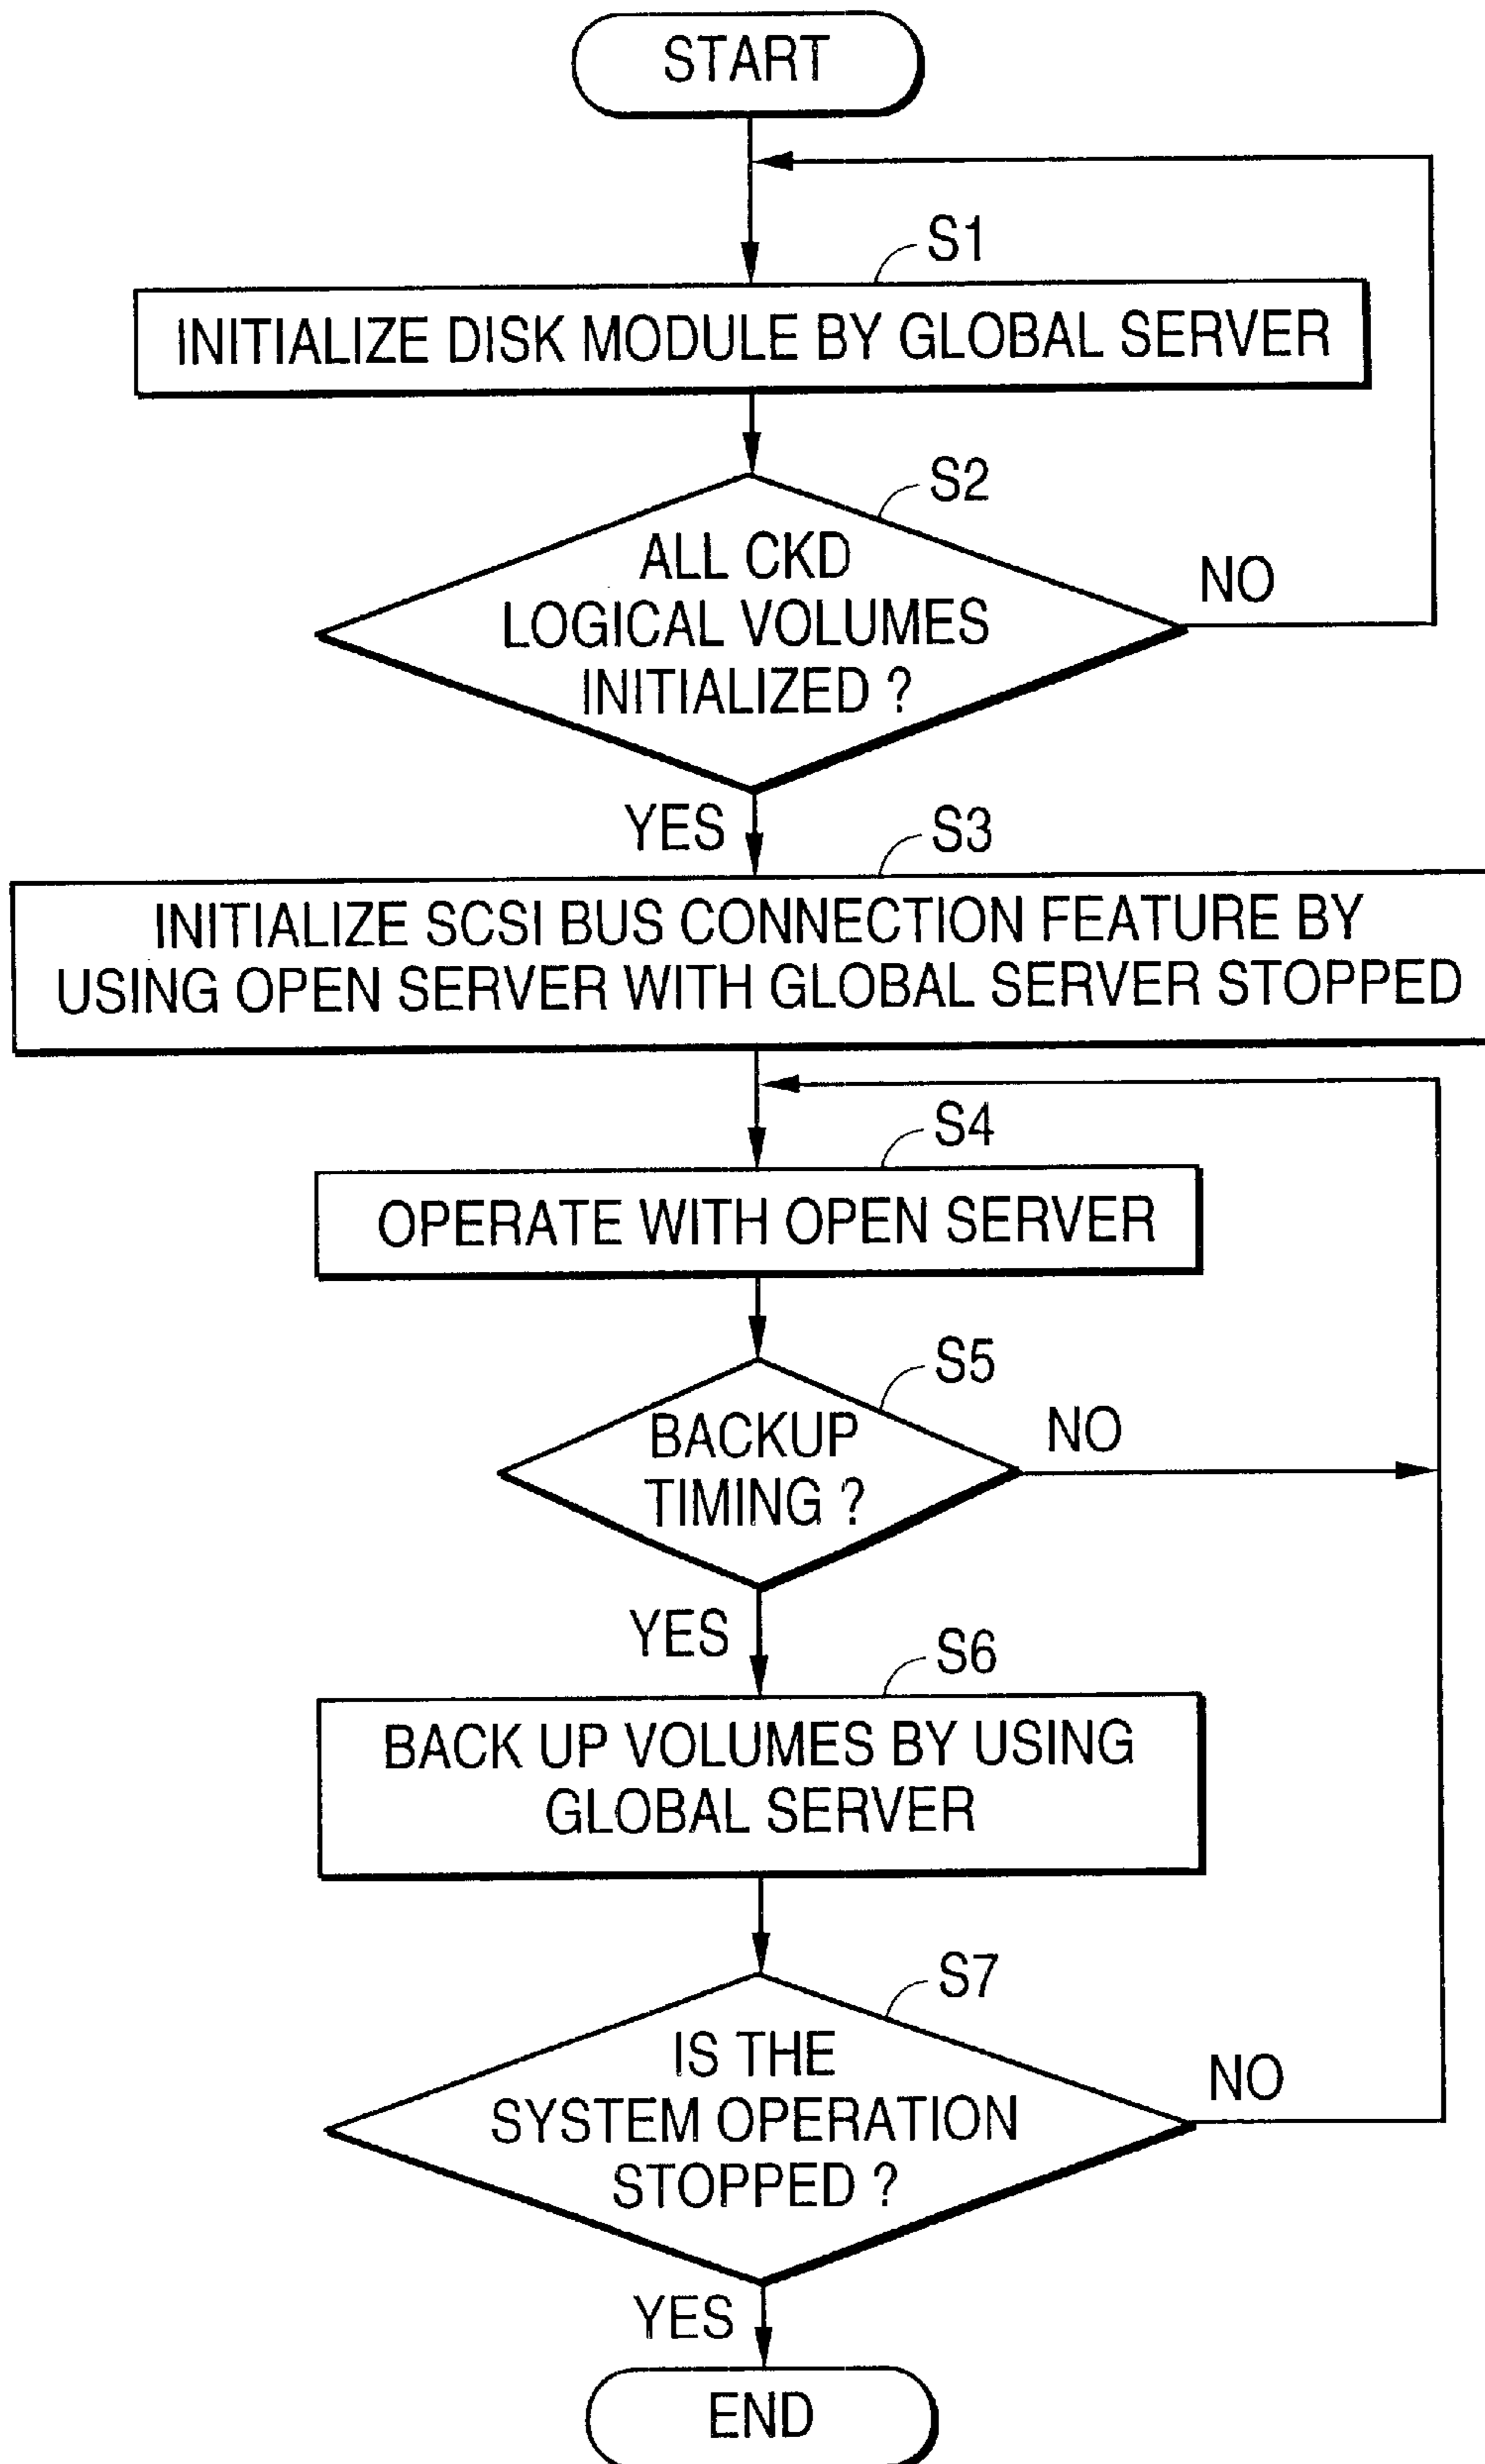 START
S1
INITIALIZE DISK MODULE BY GLOBAL SERVER
S2
ALL CKD
LOGICAL VOLUMES
INITIALIZED ?
NO
YES
S3
INITIALIZE SCSI BUS CONNECTION FEATURE BY
USING OPEN SERVER WITH GLOBAL SERVER STOPPED
S4
OPERATE WITH OPEN SERVER
S5
BACKUP
TIMING ?
NO
YES
S6
BACK UP VOLUMES BY USING
GLOBAL SERVER
S7
IS THE
SYSTEM OPERATION
STOPPED ?
NO
YES
END